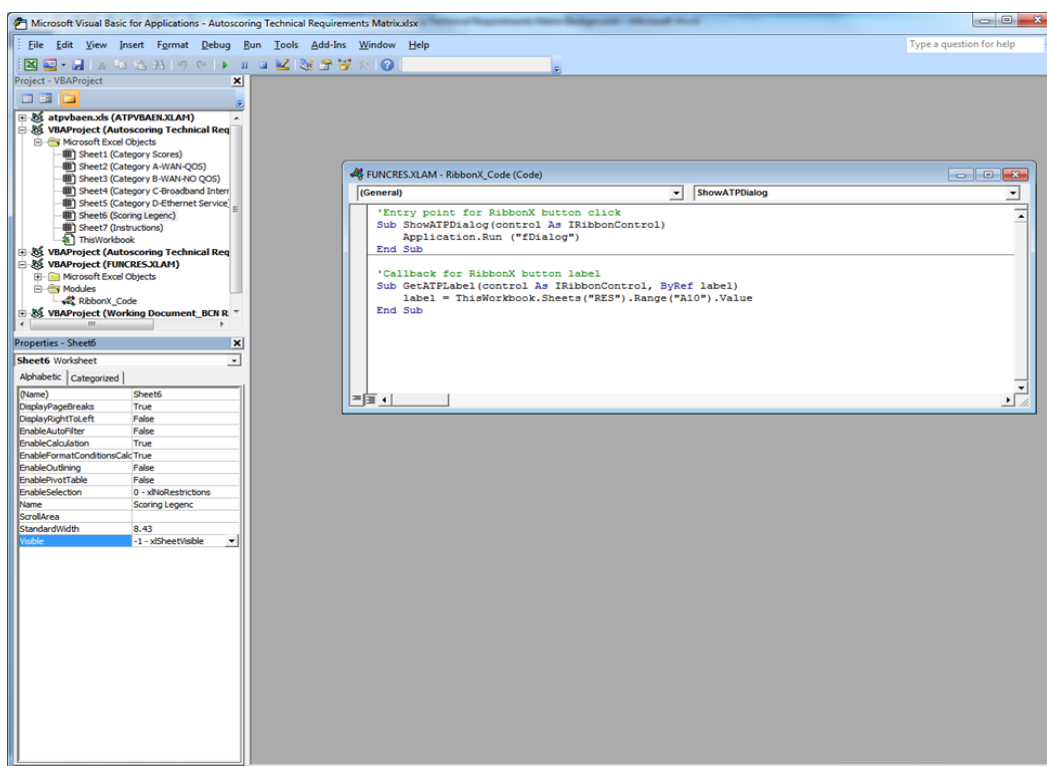 Microsoft Visual Basic for Applications - Autoscoring Technical Requirements Matrix.xlsx
File Edit View Insert Format Debug Run Tools Add-Ins Window Help
Type a question for help
Project - VBAProject
atpvbaen.xls (ATPVBAEN.XLAM)
VBAProject (Autoscoring Technical Req
Microsoft Excel Objects
Sheet1 (Category Scores)
Sheet2 (Category A-WAN-QOS)
Sheet3 (Category B-WAN-NO QOS)
Sheet4 (Category C-Broadband Intern
Sheet5 (Category D-Ethernet Service)
Sheet6 (Scoring Legenc)
Sheet7 (Instructions)
ThisWorkbook
VBAProject (Autoscoring Technical Req
VBAProject (FUNCRES.XLAM)
Microsoft Excel Objects
Modules
RibbonX_Code
VBAProject (Working Document_BCN R
Properties - Sheet6
Sheet6 Worksheet
Alphabetic Categorized
(Name) Sheet6
DisplayPageBreaks True
DisplayRightToLeft False
EnableAutoFilter False
EnableCalculation True
EnableFormatConditionsCalc True
EnableOutlining False
EnablePivotTable False
EnableSelection 0 - xlNoRestrictions
Name Scoring Legenc
ScrollArea
StandardWidth 8.43
Visible -1 - xlSheetVisible
FUNCRES.XLAM - RibbonX_Code (Code)
(General) ShowATPDialog
'Entry point for RibbonX button click
Sub ShowATPDialog(control As IRibbonControl)
Application.Run ("fDialog")
End Sub
'Callback for RibbonX button label
Sub GetATPLabel(control As IRibbonControl, ByRef label)
label = ThisWorkbook.Sheets("RES").Range("A10").Value
End Sub